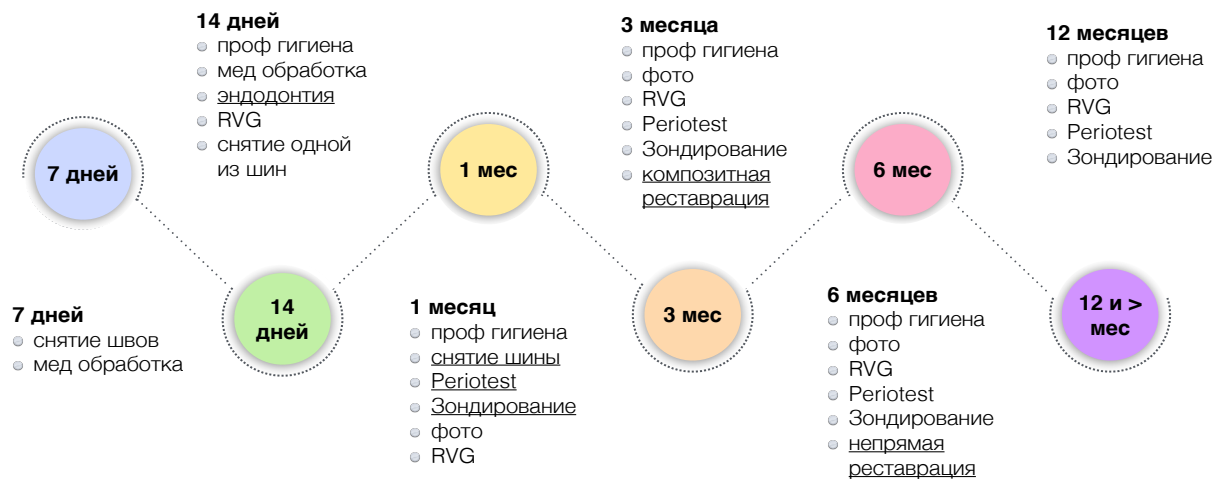 14 дней
проф гигиена
мед обработка
эндодонтия
RVG
снятие одной
из шин
3 месяца
проф гигиена
фото
RVG
Periotest
Зондирование
композитная
реставрация
12 месяцев
проф гигиена
фото
RVG
Periotest
Зондирование
7 дней
1 мес
6 мес
14
дней
3 мес
12 и >
мес
7 дней
снятие швов
мед обработка
1 месяц
проф гигиена
снятие шины
Periotest
Зондирование
фото
RVG
6 месяцев
проф гигиена
фото
RVG
Periotest
Зондирование
непрямая
реставрация